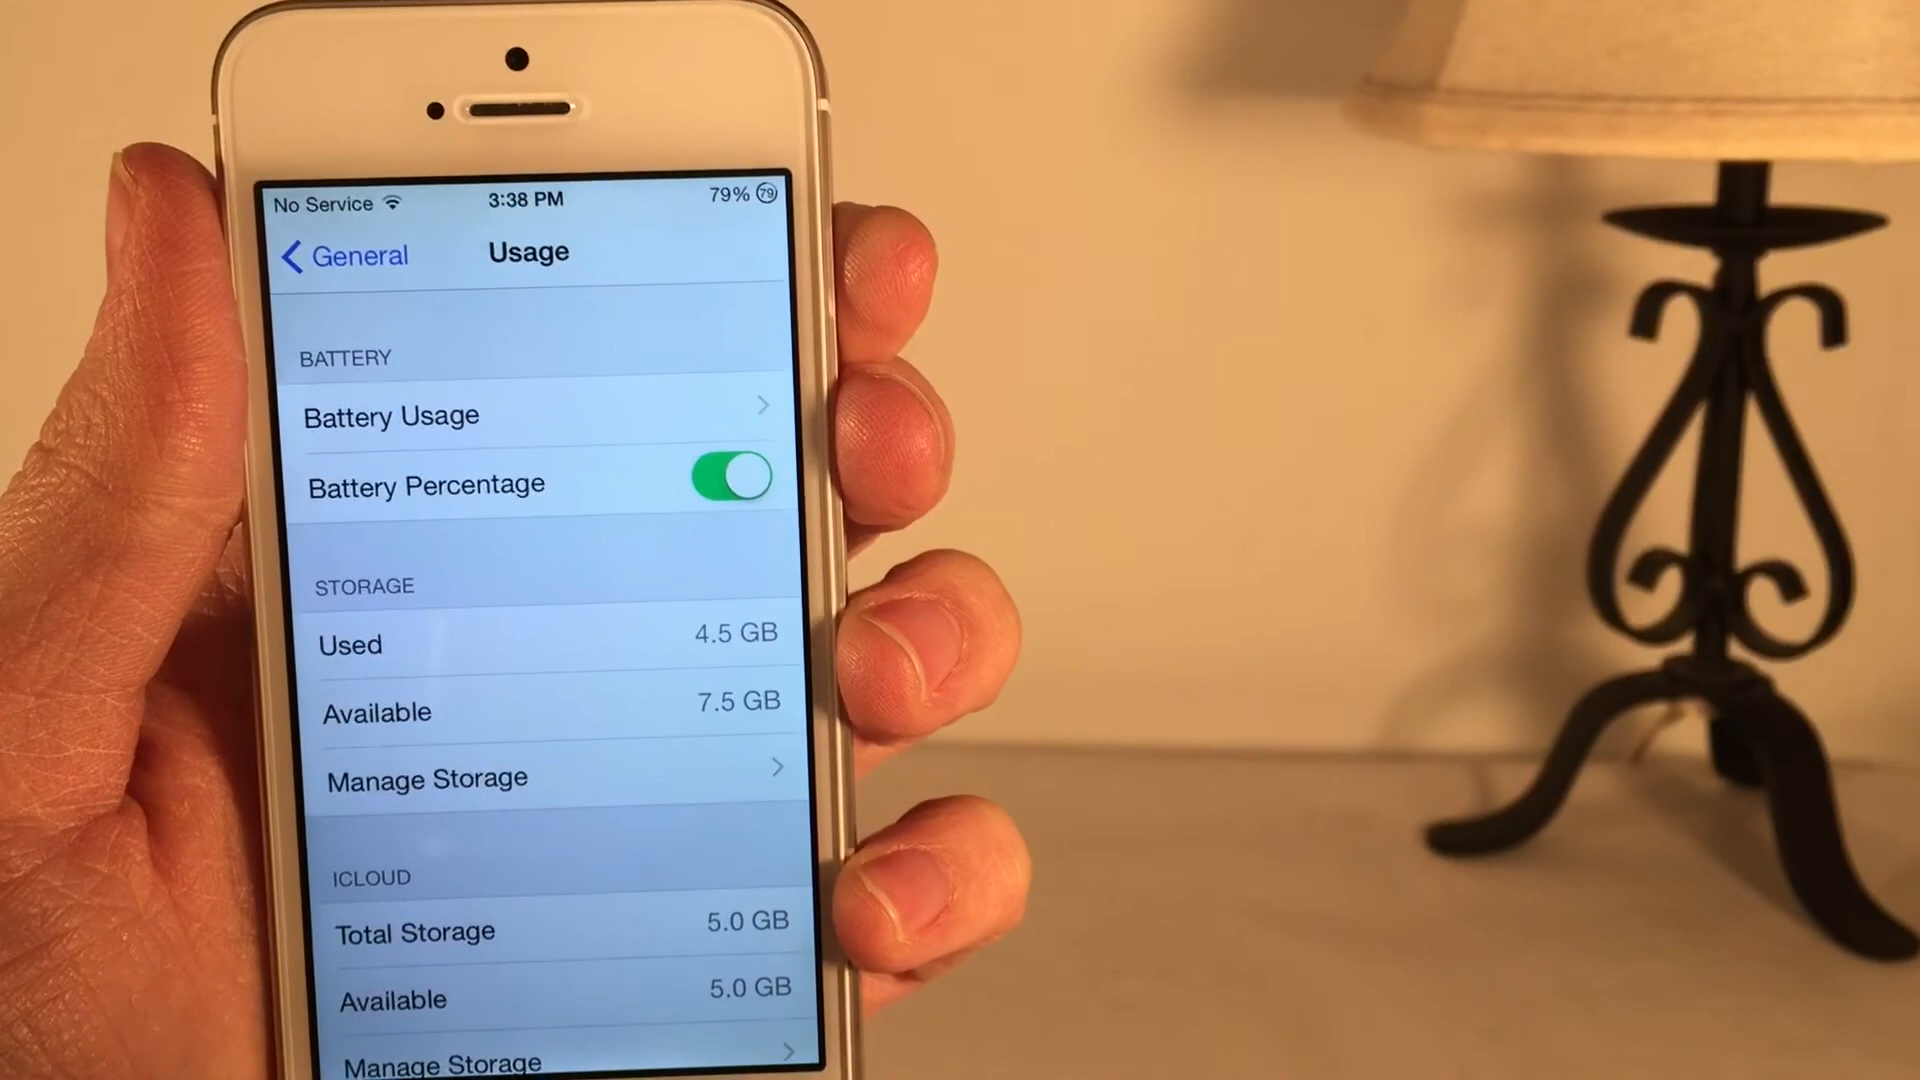 No Service 3:38 PM 79% 79
General Usage
BATTERY
Battery Usage
Battery Percentage
STORAGE
Used 4.5 GB
Available 7.5 GB
Manage Storage
ICLOUD
Total Storage 5.0 GB
Available 5.0 GB
Manage Storage